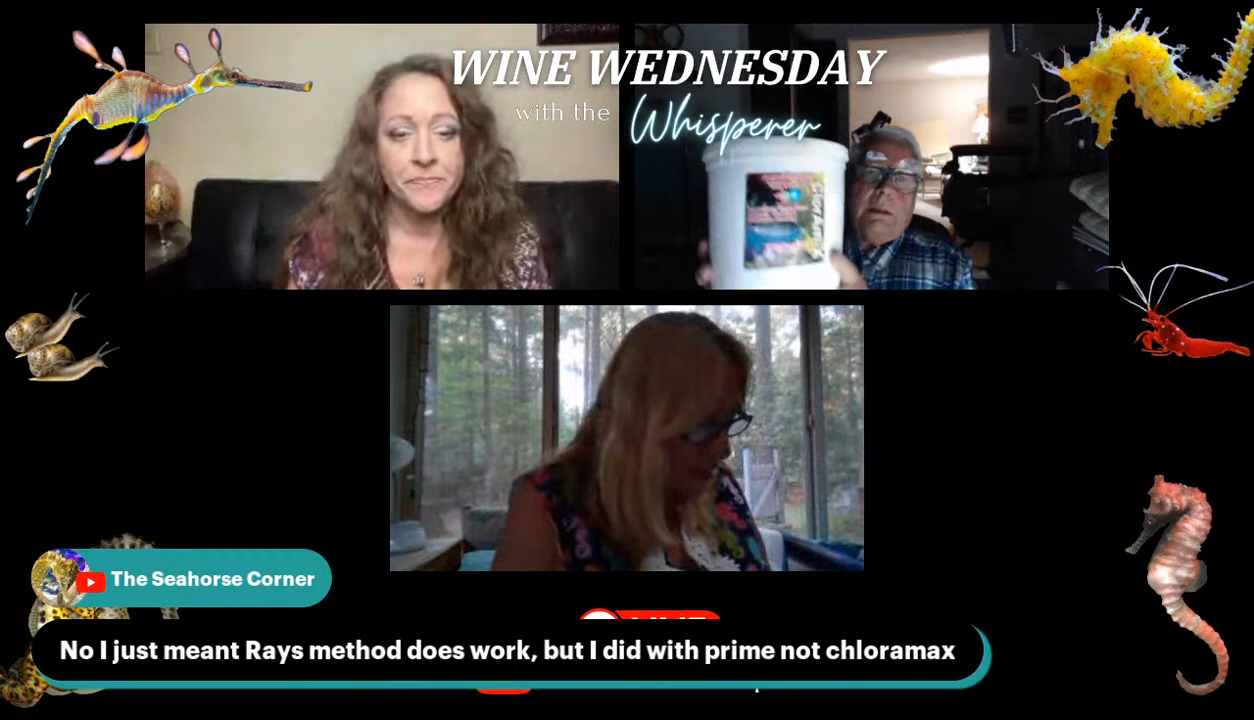 WINE WEDNESDAY
with the Whisperer
The Seahorse Corner
No I just meant Rays method does work, but I did with prime not chloramax